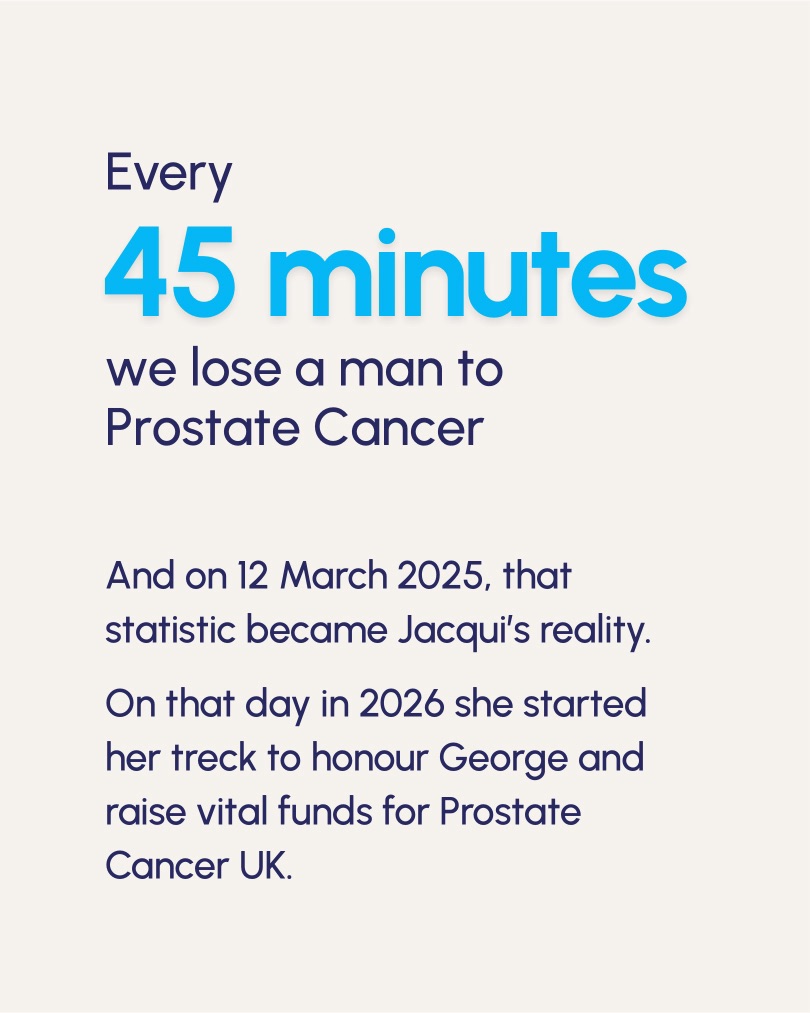 Every
45 minutes
we lose a man to
Prostate Cancer
And on 12 March 2025, that
statistic became Jacqui's reality.
On that day in 2026 she started
her treck to honour George and
raise vital funds for Prostate
Cancer UK.